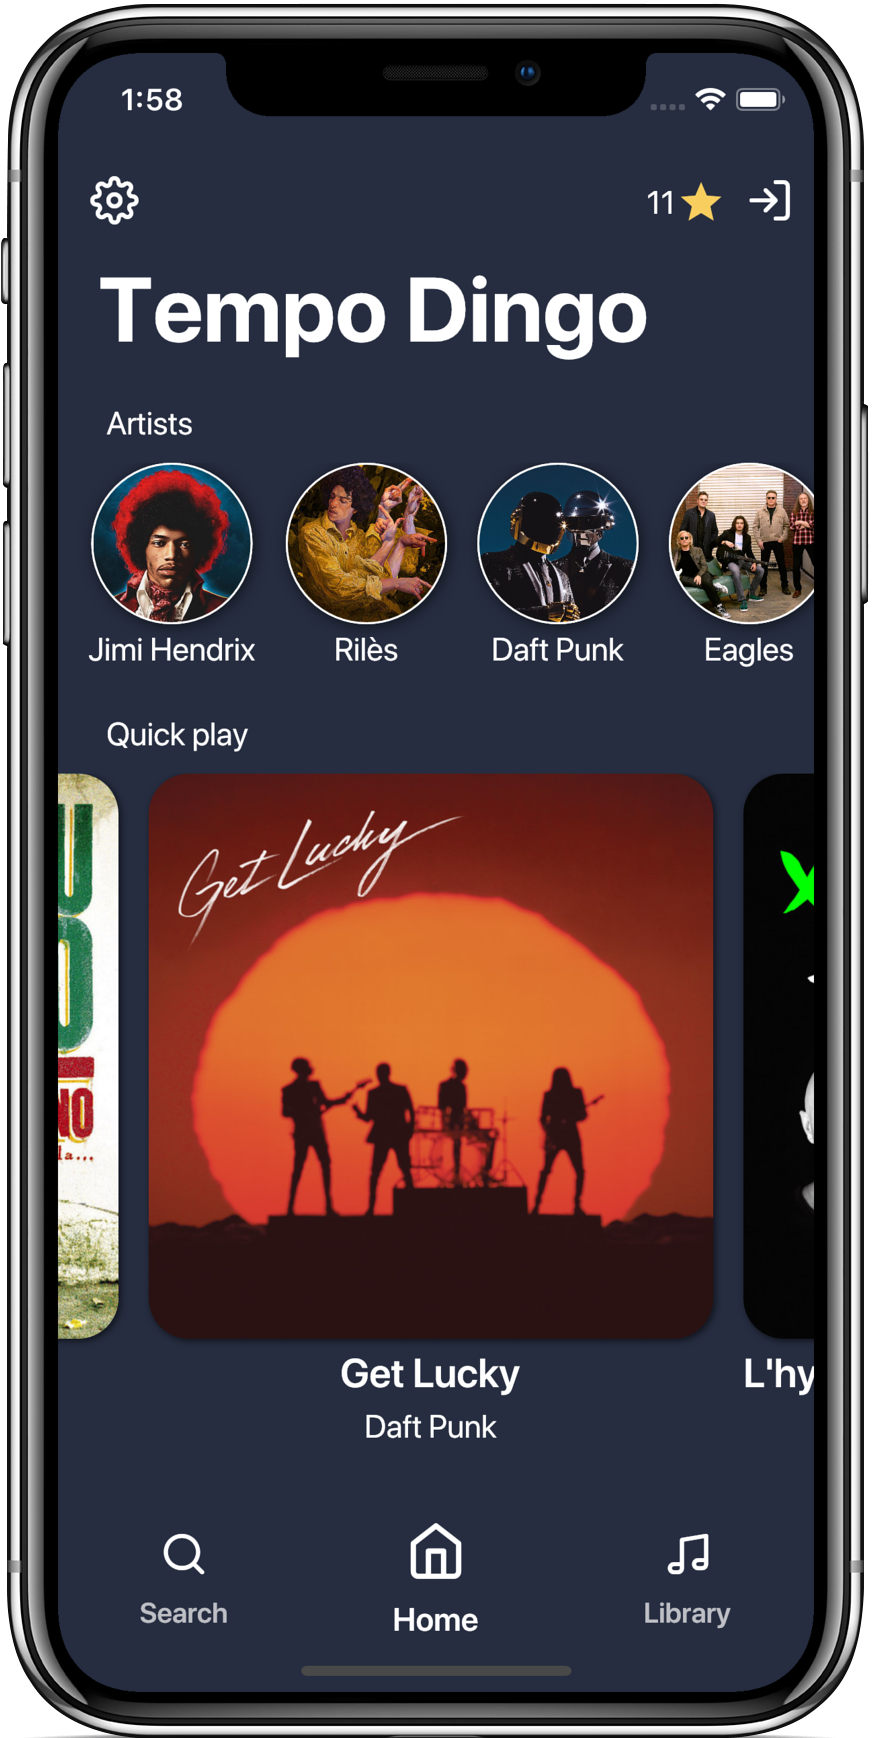 1:58
11
Tempo Dingo
Artists
Jimi Hendrix Rilès Daft Punk Eagles
Quick play
Get Lucky
Get Lucky
L'hy
Daft Punk
Search
Home
Library